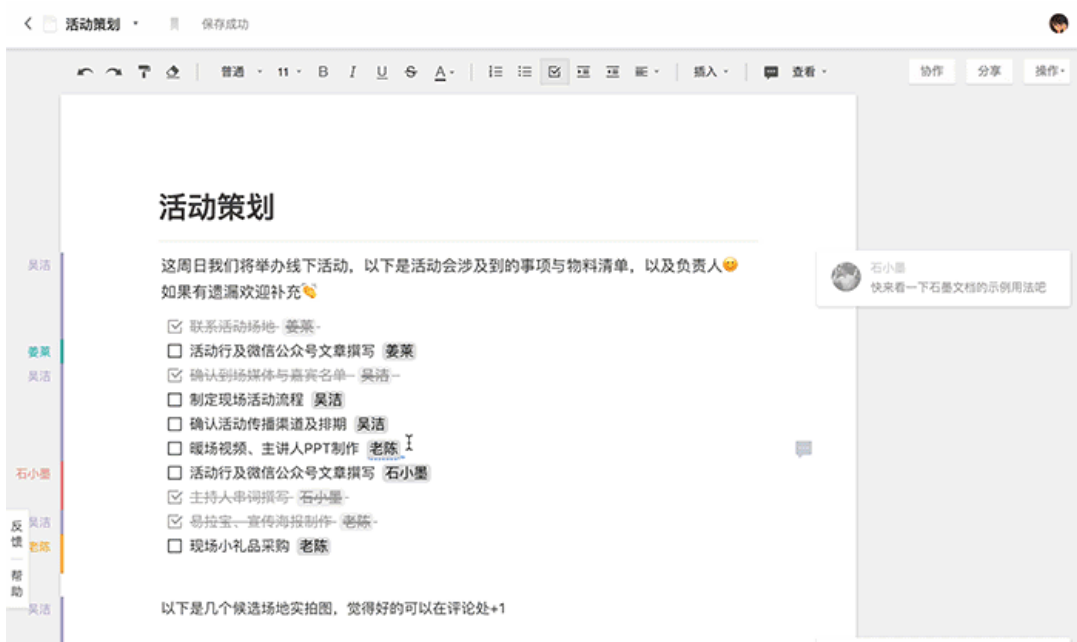 活动策划
保存成功
普通 11 B I U S A 插入 查看
协作 分享 操作
活动策划
吴洁
这周日我们将举办线下活动，以下是活动会涉及到的事项与物料清单，以及负责人😊
如果有遗漏欢迎补充👏
石小墨
快来看一下石墨文档的示例用法吧
联系活动场地 姜菜
姜菜
活动行及微信公众号文章撰写 姜菜
吴洁
确认到场媒体与嘉宾名单 吴洁
制定现场活动流程 吴洁
确认活动传播渠道及排期 吴洁
暖场视频、主讲人PPT制作 老陈
石小墨
活动行及微信公众号文章撰写 石小墨
主持人串词撰写 石小墨
吴洁
易拉宝、宣传海报制作 老陈
老陈
现场小礼品采购 老陈
反馈
帮助
吴洁
以下是几个候选场地实拍图，觉得好的可以在评论处+1